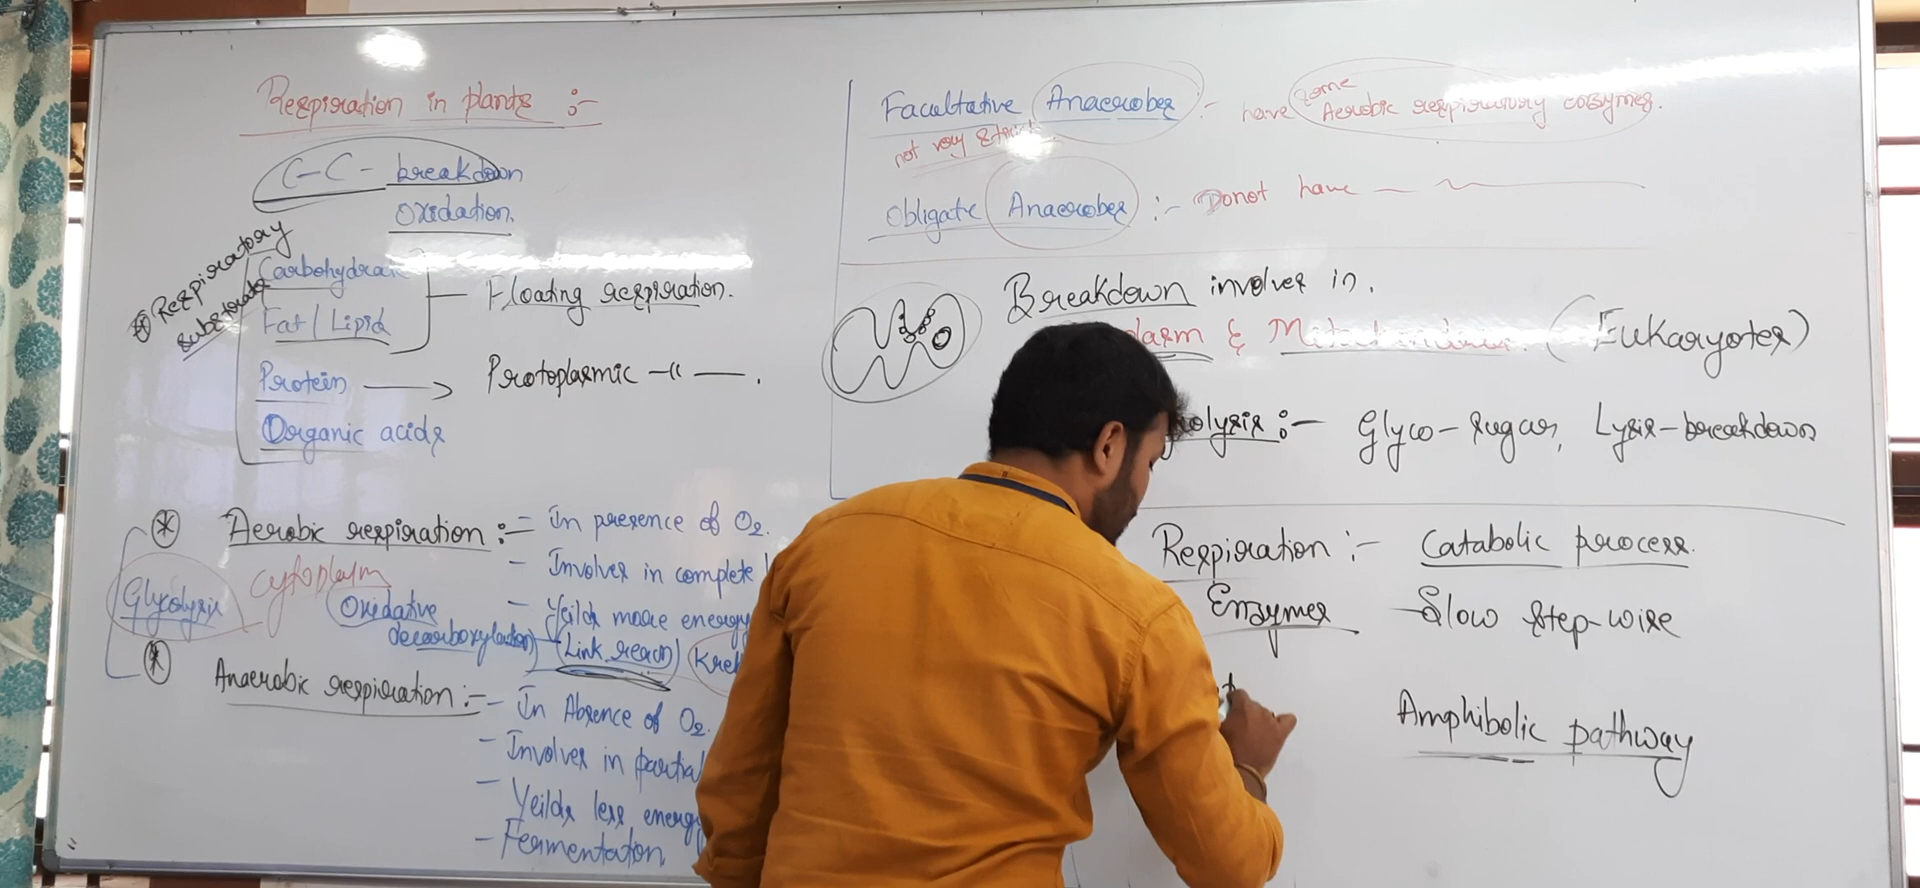 Respiration in plants :-
C-C- breakdown
Oxidation.
* Respiratory
Substrate
Carbohydrate
Fat / Lipid
Floating respiration.
Protein → Protoplasmic -"- .
Organic acids
* Aerobic respiration :- - In presence of O2.
- Involves in complete
- Yeilds more energy
Glycolysis
cytoplasm
Oxidative
decarboxylation
(Link reacn)
Kreb
* Anaerobic respiration :- - In Absence of O2.
- Involves in partial
- Yeilds less energy
- Fermentation
Facultative Anaerobes :- have some Aerobic respiratory enzymes.
not very strict
Obligate Anaerobes :- Donot have
Breakdown involves in.
& Mitochondria. (Eukaryotes)
olysis :- Glyco-sugar, Lysis-breakdown
Respiration :- Catabolic process.
Enzymes - Slow step-wise
Amphibolic pathway